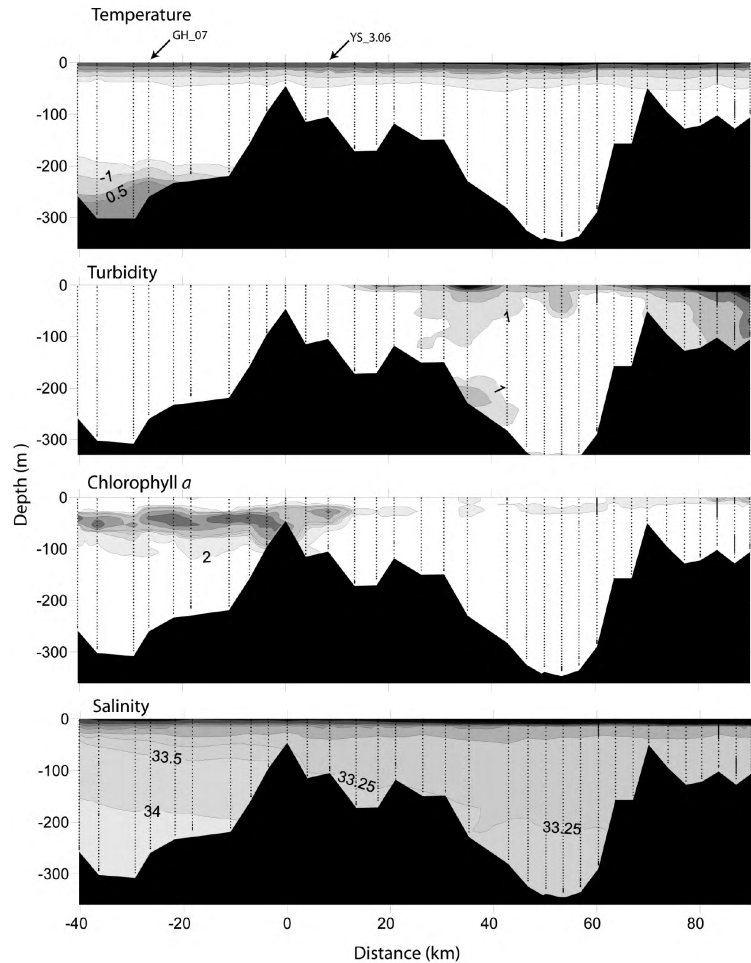 Temperature
GH_07
YS_3.06
0
-100
-200
-300
-1
0.5
Turbidity
0
-100
-200
-300
1
1
Depth (m)
Chlorophyll a
0
-100
-200
-300
2
Salinity
0
-100
-200
-300
33.5
34
33.25
33.25
-40 -20 0 20 40 60 80
Distance (km)